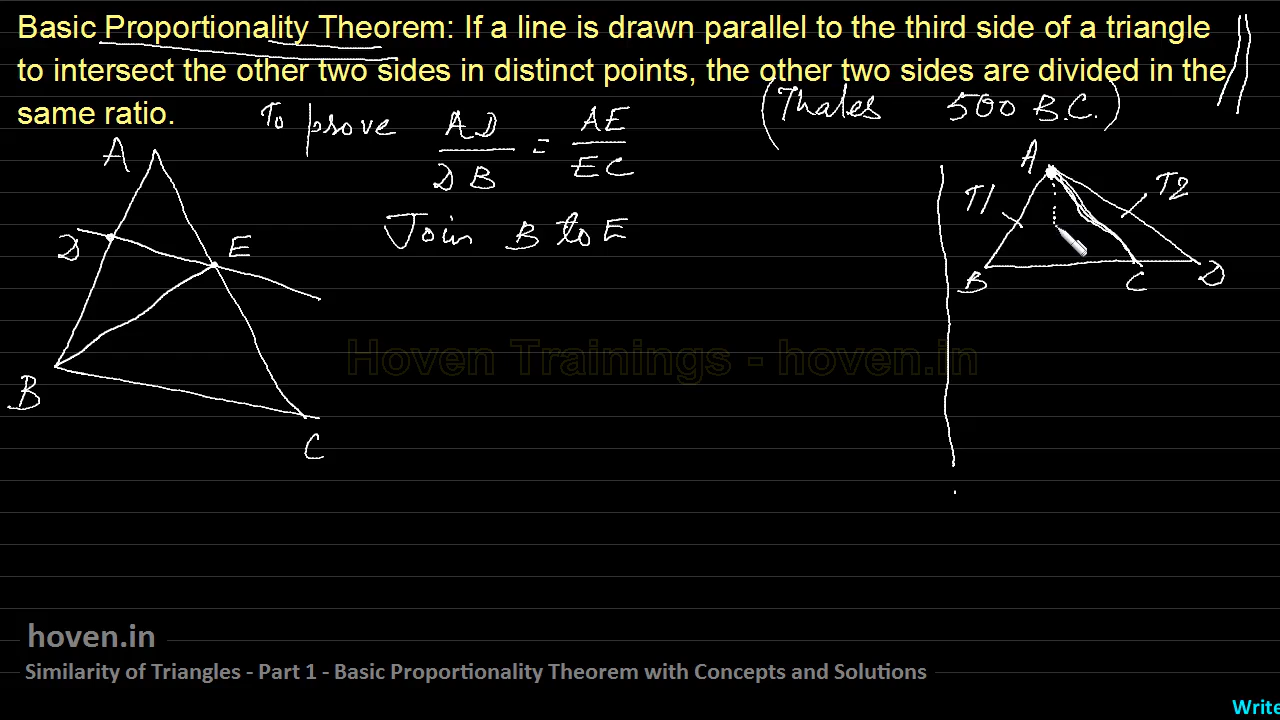 Basic Proportionality Theorem: If a line is drawn parallel to the third side of a triangle
to intersect the other two sides in distinct points, the other two sides are divided in the
same ratio.
(Thales 500 B.C.)
To prove AD/DB = AE/EC
Join B to E
A
D
E
B
C
A
T1
T2
B
C
D
Hoven Trainings - hoven.in
hoven.in
Similarity of Triangles - Part 1 - Basic Proportionality Theorem with Concepts and Solutions
Write